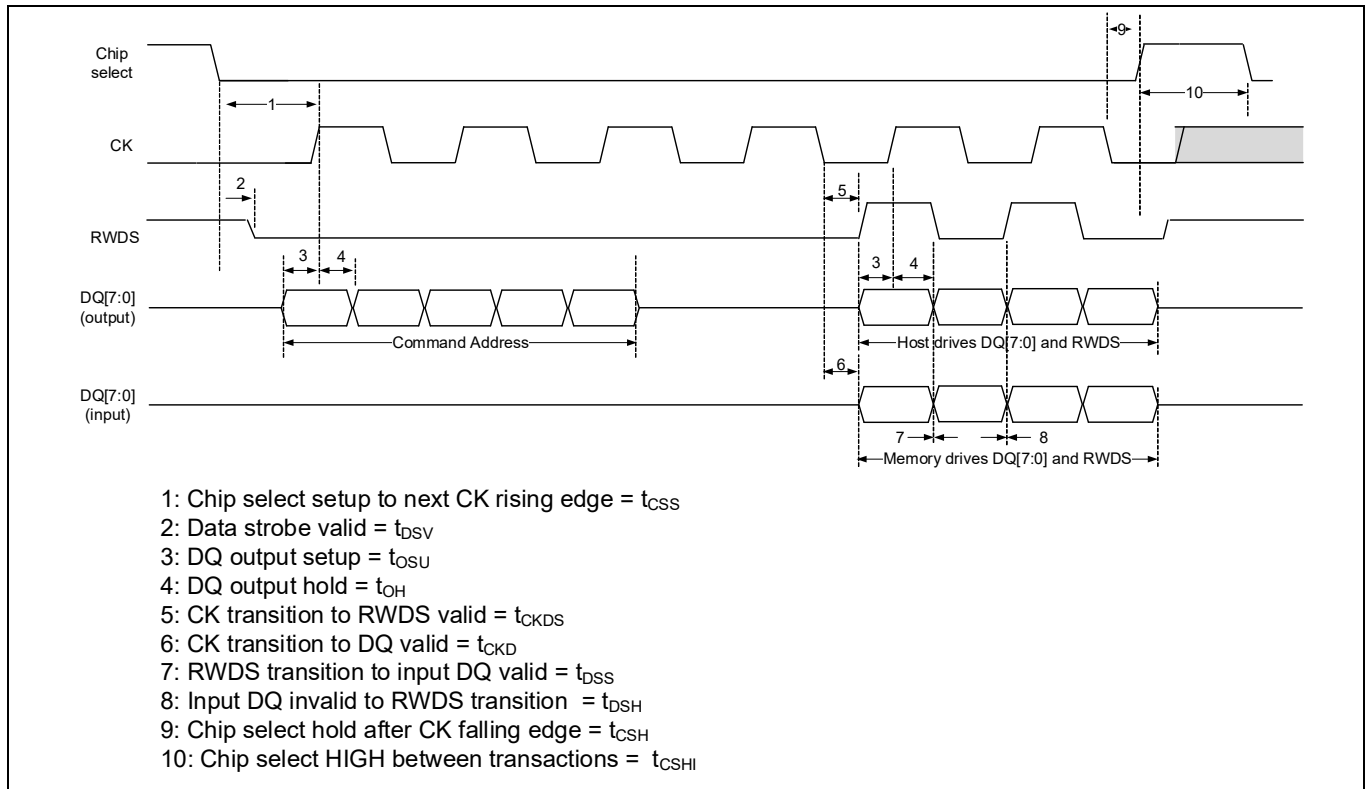 Chip
select
9
10
1
CK
2
5
RWDS
3
4
3
4
DQ[7:0]
(output)
Command Address
Host drives DQ[7:0] and RWDS
6
DQ[7:0]
(input)
7
8
Memory drives DQ[7:0] and RWDS
1: Chip select setup to next CK rising edge = tCSS
2: Data strobe valid = tDSV
3: DQ output setup = tOSU
4: DQ output hold = tOH
5: CK transition to RWDS valid = tCKDS
6: CK transition to DQ valid = tCKD
7: RWDS transition to input DQ valid = tDSS
8: Input DQ invalid to RWDS transition = tDSH
9: Chip select hold after CK falling edge = tCSH
10: Chip select HIGH between transactions = tCSHI